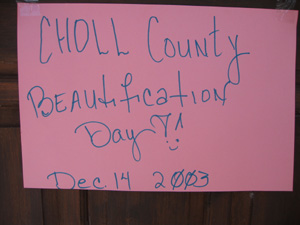 CHOLL COUNTY
BEAUtification
Day !!
Dec 14 2003